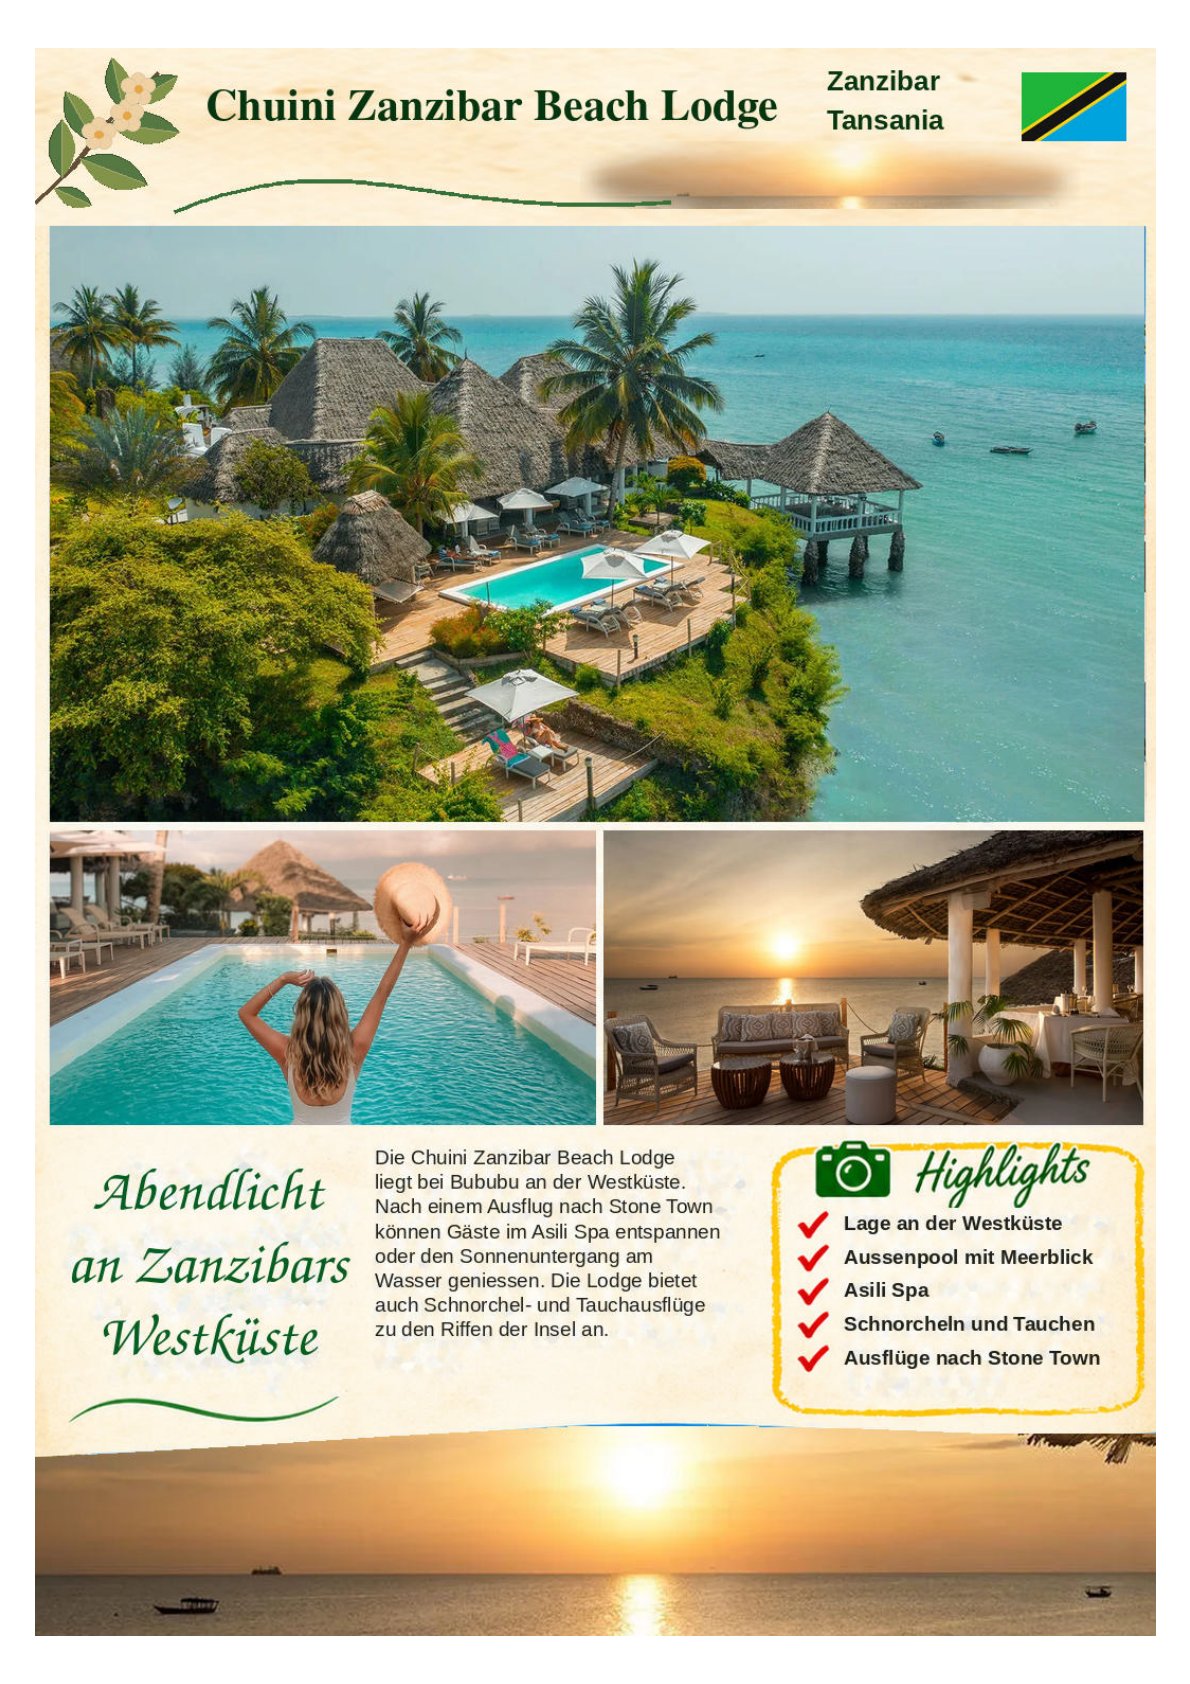 Chuini Zanzibar Beach Lodge
Zanzibar
Tansania
Abendlicht
an Zanzibars
Westküste
Die Chuini Zanzibar Beach Lodge
liegt bei Bububu an der Westküste.
Nach einem Ausflug nach Stone Town
können Gäste im Asili Spa entspannen
oder den Sonnenuntergang am
Wasser geniessen. Die Lodge bietet
auch Schnorchel- und Tauchausflüge
zu den Riffen der Insel an.
Highlights
Lage an der Westküste
Aussenpool mit Meerblick
Asili Spa
Schnorcheln und Tauchen
Ausflüge nach Stone Town